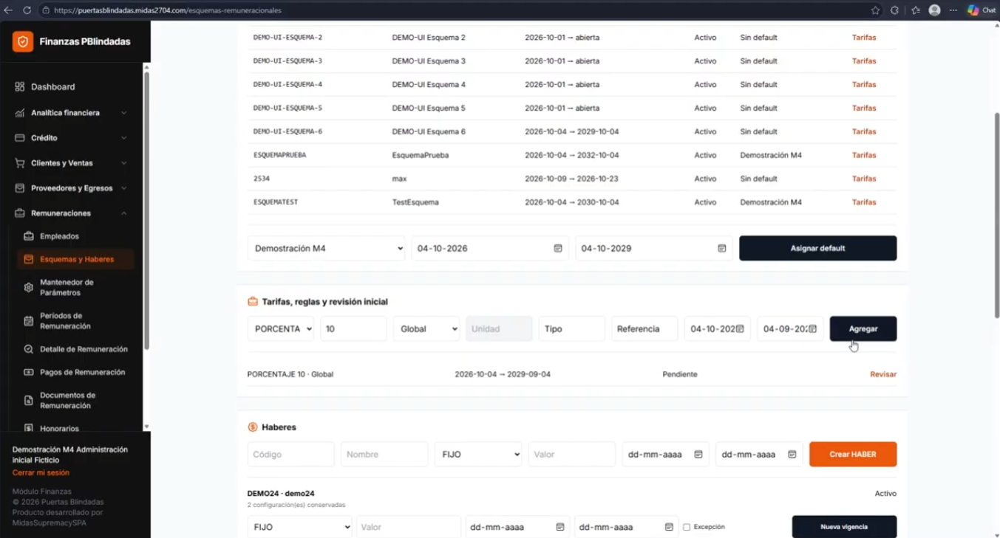 https://puertasblindadas.midas2704.com/esquemas-remuneracionales
Chat
Finanzas PBlindadas
Dashboard
Analítica financiera
Crédito
Clientes y Ventas
Proveedores y Egresos
Remuneraciones
Empleados
Esquemas y Haberes
Mantenedor de
Parámetros
Períodos de
Remuneración
Detalle de Remuneración
Pagos de Remuneración
Documentos de
Remuneración
Honorarios
Demostración M4 Administración
inicial Ficticio
Cerrar mi sesión
Módulo Finanzas
© 2026 Puertas Blindadas
Producto desarrollado por
MidasSupremacySPA
DEMO-UI-ESQUEMA-2 DEMO-UI Esquema 2 2026-10-01 → abierta Activo Sin default Tarifas
DEMO-UI-ESQUEMA-3 DEMO-UI Esquema 3 2026-10-01 → abierta Activo Sin default Tarifas
DEMO-UI-ESQUEMA-4 DEMO-UI Esquema 4 2026-10-01 → abierta Activo Sin default Tarifas
DEMO-UI-ESQUEMA-5 DEMO-UI Esquema 5 2026-10-01 → abierta Activo Sin default Tarifas
DEMO-UI-ESQUEMA-6 DEMO-UI Esquema 6 2026-10-04 → 2029-10-04 Activo Sin default Tarifas
ESQUEMAPRUEBA EsquemaPrueba 2026-10-04 → 2032-10-04 Activo Demostración M4 Tarifas
2534 max 2026-10-09 → 2026-10-23 Activo Sin default Tarifas
ESQUEMATEST TestEsquema 2026-10-04 → 2030-10-04 Activo Demostración M4 Tarifas
Demostración M4 04-10-2026 04-10-2029 Asignar default
Tarifas, reglas y revisión inicial
PORCENTA 10 Global Unidad Tipo Referencia 04-10-202 04-09-202 Agregar
PORCENTAJE 10 · Global 2026-10-04 → 2029-09-04 Pendiente Revisar
Haberes
Código Nombre FIJO Valor dd-mm-aaaa dd-mm-aaaa Crear HABER
DEMO24 · demo24 Activo
2 configuración(es) conservadas
FIJO Valor dd-mm-aaaa dd-mm-aaaa Excepción Nueva vigencia